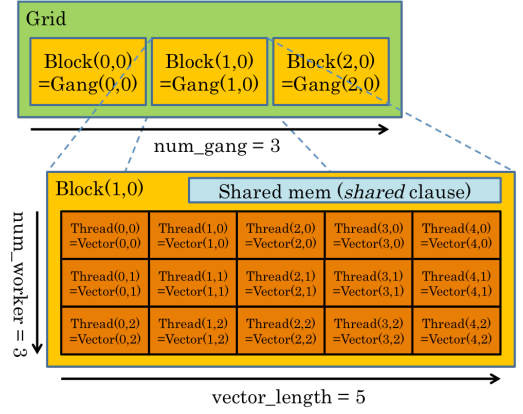 Grid
Block(0,0)
=Gang(0,0)
Block(1,0)
=Gang(1,0)
Block(2,0)
=Gang(2,0)
num_gang = 3
Block(1,0)
Shared mem (shared clause)
num_worker = 3
Thread(0,0)
=Vector(0,0)
Thread(1,0)
=Vector(1,0)
Thread(2,0)
=Vector(2,0)
Thread(3,0)
=Vector(3,0)
Thread(4,0)
=Vector(4,0)
Thread(0,1)
=Vector(0,1)
Thread(1,1)
=Vector(1,1)
Thread(2,1)
=Vector(2,1)
Thread(3,1)
=Vector(3,1)
Thread(4,1)
=Vector(4,1)
Thread(0,2)
=Vector(0,2)
Thread(1,2)
=Vector(1,2)
Thread(2,2)
=Vector(2,2)
Thread(3,2)
=Vector(3,2)
Thread(4,2)
=Vector(4,2)
vector_length = 5